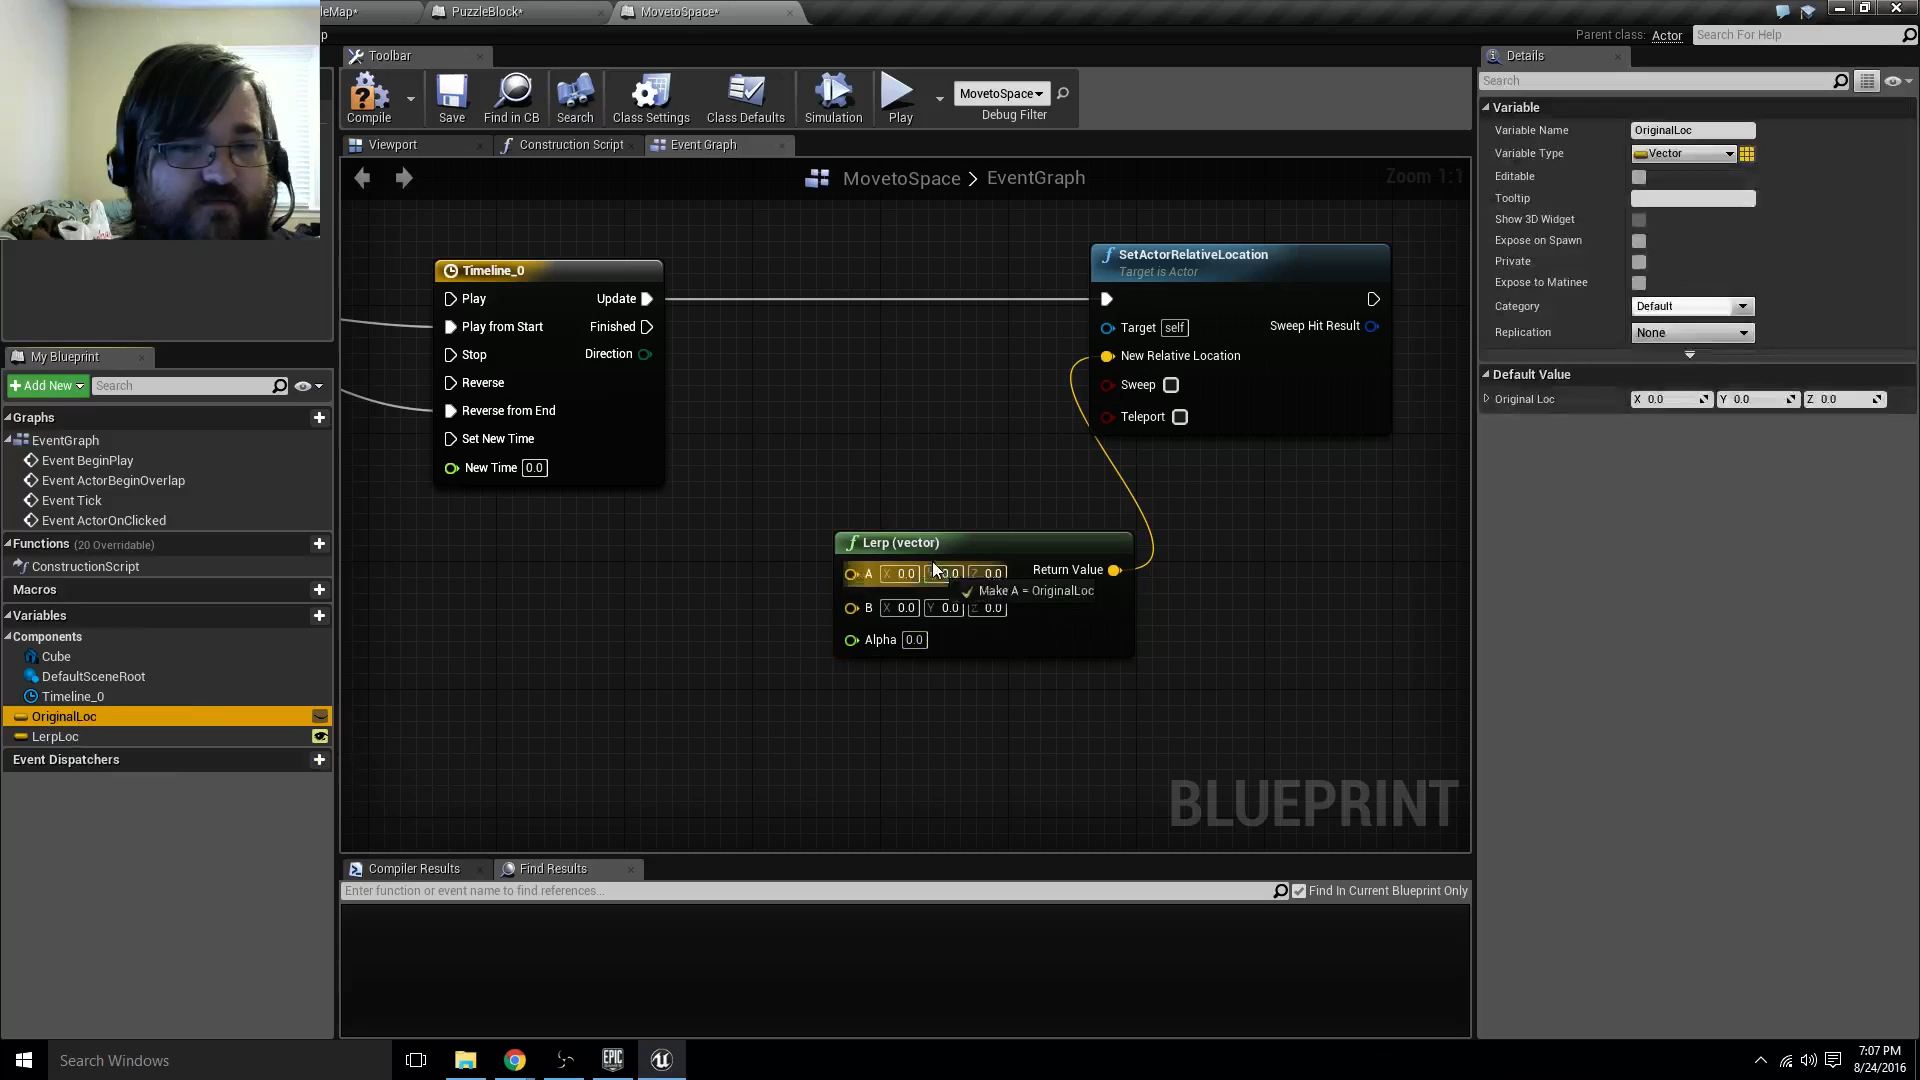 leMap*
PuzzleBlock*
MovetoSpace*
p
Parent class: Actor
Search For Help
Toolbar
Details
Compile
Save
Find in CB
Search
Class Settings
Class Defaults
Simulation
Play
MovetoSpace
Debug Filter
Search
Variable
Variable Name OriginalLoc
Variable Type Vector
Editable
Tooltip
Show 3D Widget
Expose on Spawn
Private
Expose to Matinee
Category Default
Replication None
Default Value
Original Loc X 0.0 Y 0.0 Z 0.0
Viewport
Construction Script
Event Graph
MovetoSpace > EventGraph
Zoom 1:1
Timeline_0
Play
Update
Play from Start
Finished
Stop
Direction
Reverse
Reverse from End
Set New Time
New Time 0.0
SetActorRelativeLocation
Target is Actor
Target self
Sweep Hit Result
New Relative Location
Sweep
Teleport
Lerp (vector)
A X 0.0 0.0 Z 0.0
Return Value
Make A = OriginalLoc
B X 0.0 Y 0.0 Z 0.0
Alpha 0.0
BLUEPRINT
My Blueprint
Add New
Search
Graphs
EventGraph
Event BeginPlay
Event ActorBeginOverlap
Event Tick
Event ActorOnClicked
Functions (20 Overridable)
ConstructionScript
Macros
Variables
Components
Cube
DefaultSceneRoot
Timeline_0
OriginalLoc
LerpLoc
Event Dispatchers
Compiler Results
Find Results
Enter function or event name to find references...
Find In Current Blueprint Only
Search Windows
EPIC
7:07 PM
8/24/2016